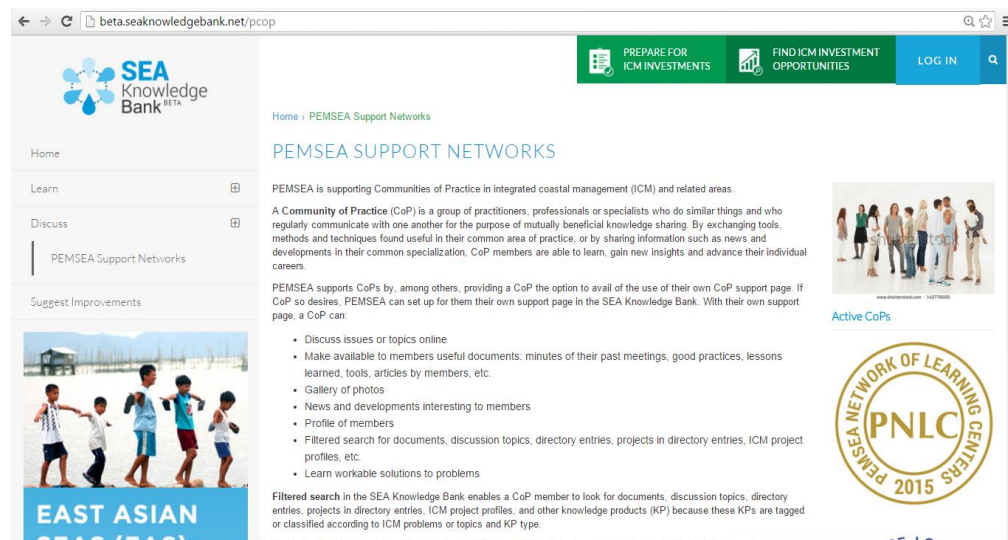 beta.seaknowledgebank.net/pcop
PREPARE FOR
ICM INVESTMENTS
FIND ICM INVESTMENT
OPPORTUNITIES
LOG IN
SEA
Knowledge
Bank BETA
Home › PEMSEA Support Networks
Home
Learn
Discuss
PEMSEA Support Networks
Suggest Improvements
EAST ASIAN
PEMSEA SUPPORT NETWORKS
PEMSEA is supporting Communities of Practice in integrated coastal management (ICM) and related areas.
A Community of Practice (CoP) is a group of practitioners, professionals or specialists who do similar things and who
regularly communicate with one another for the purpose of mutually beneficial knowledge sharing. By exchanging tools,
methods and techniques found useful in their common area of practice, or by sharing information such as news and
developments in their common specialization, CoP members are able to learn, gain new insights and advance their individual
careers.
PEMSEA supports CoPs by, among others, providing a CoP the option to avail of the use of their own CoP support page. If
CoP so desires, PEMSEA can set up for them their own support page in the SEA Knowledge Bank. With their own support
page, a CoP can:
• Discuss issues or topics online
• Make available to members useful documents: minutes of their past meetings, good practices, lessons
learned, tools, articles by members, etc.
• Gallery of photos
• News and developments interesting to members
• Profile of members
• Filtered search for documents, discussion topics, directory entries, projects in directory entries, ICM project
profiles, etc.
• Learn workable solutions to problems
Filtered search in the SEA Knowledge Bank enables a CoP member to look for documents, discussion topics, directory
entries, projects in directory entries, ICM project profiles, and other knowledge products (KP) because these KPs are tagged
or classified according to ICM problems or topics and KP type.
shutterstock
www.shutterstock.com · 142778500
Active CoPs
PEMSEA NETWORK OF LEARNING CENTERS
PNLC
2015